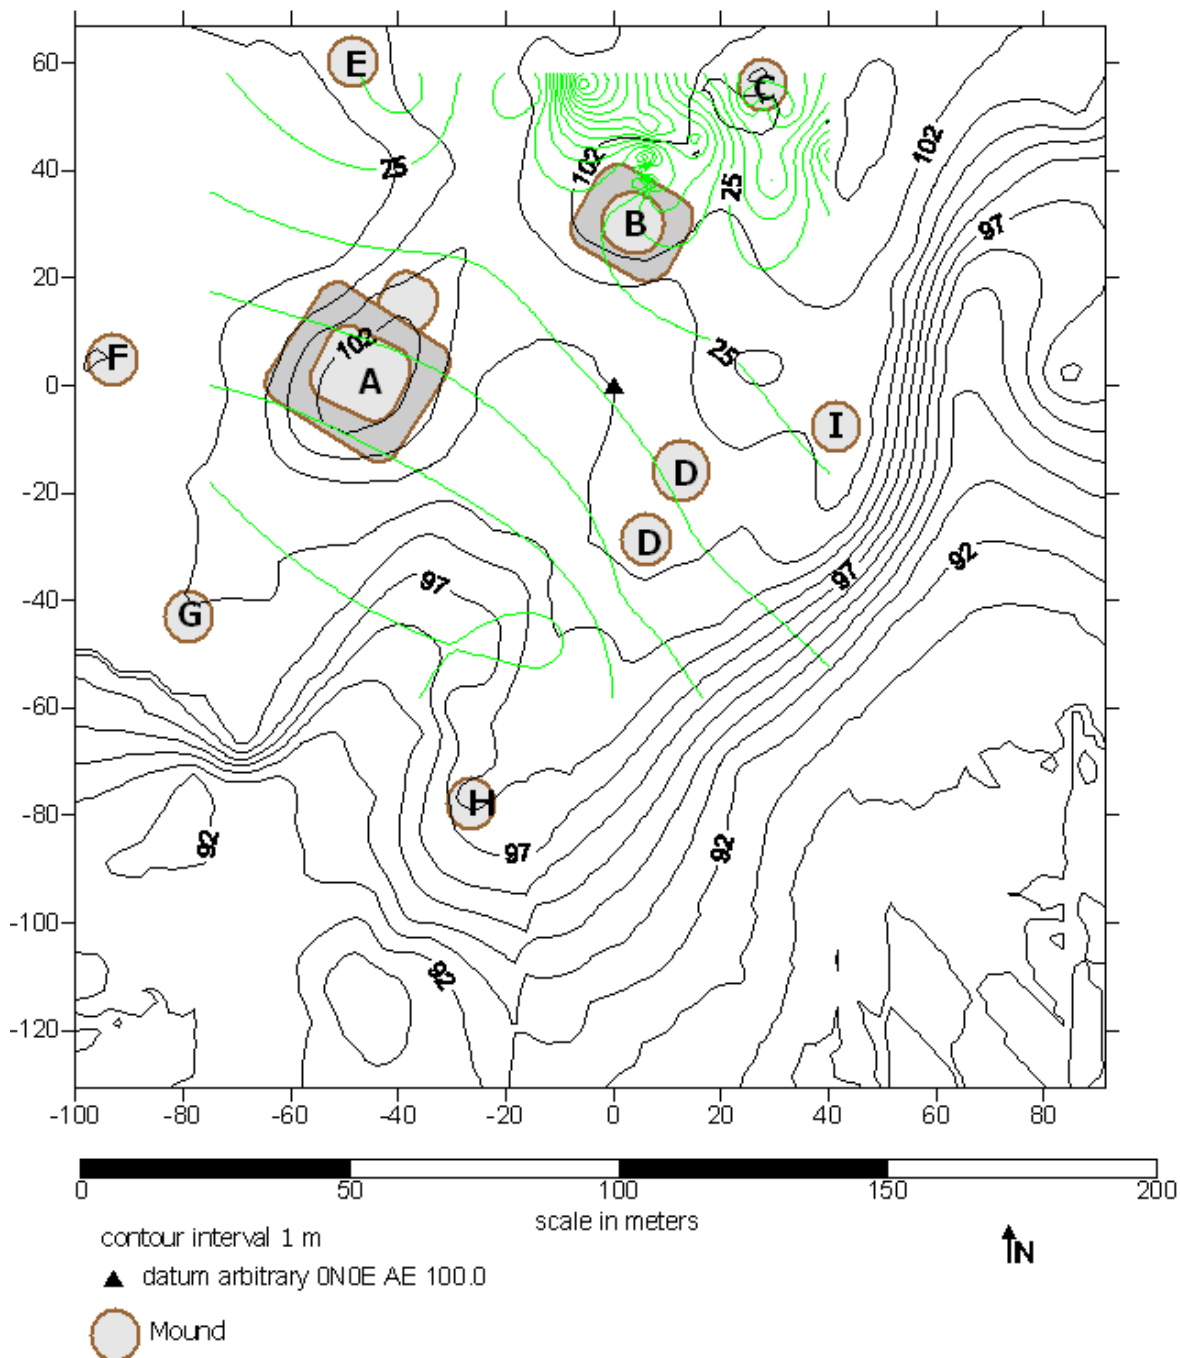 60
E
C
102
40
25
102
25
B
97
20
102
25
F
A
0
I
D
-20
D
97
97
92
-40
G
-60
H
-80
92
97
92
-100
92
-120
-100 -80 -60 -40 -20 0 20 40 60 80
0 50 100 150 200
scale in meters
contour interval 1 m
N
datum arbitrary 0N0E AE 100.0
Mound